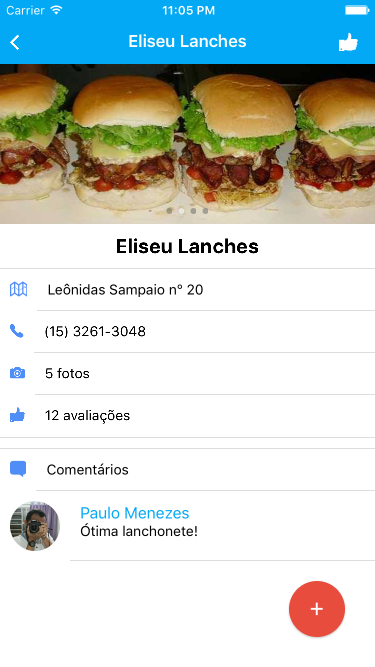 Carrier 11:05 PM
Eliseu Lanches
Eliseu Lanches
Leônidas Sampaio n° 20
(15) 3261-3048
5 fotos
12 avaliações
Comentários
Paulo Menezes
Ótima lanchonete!
+